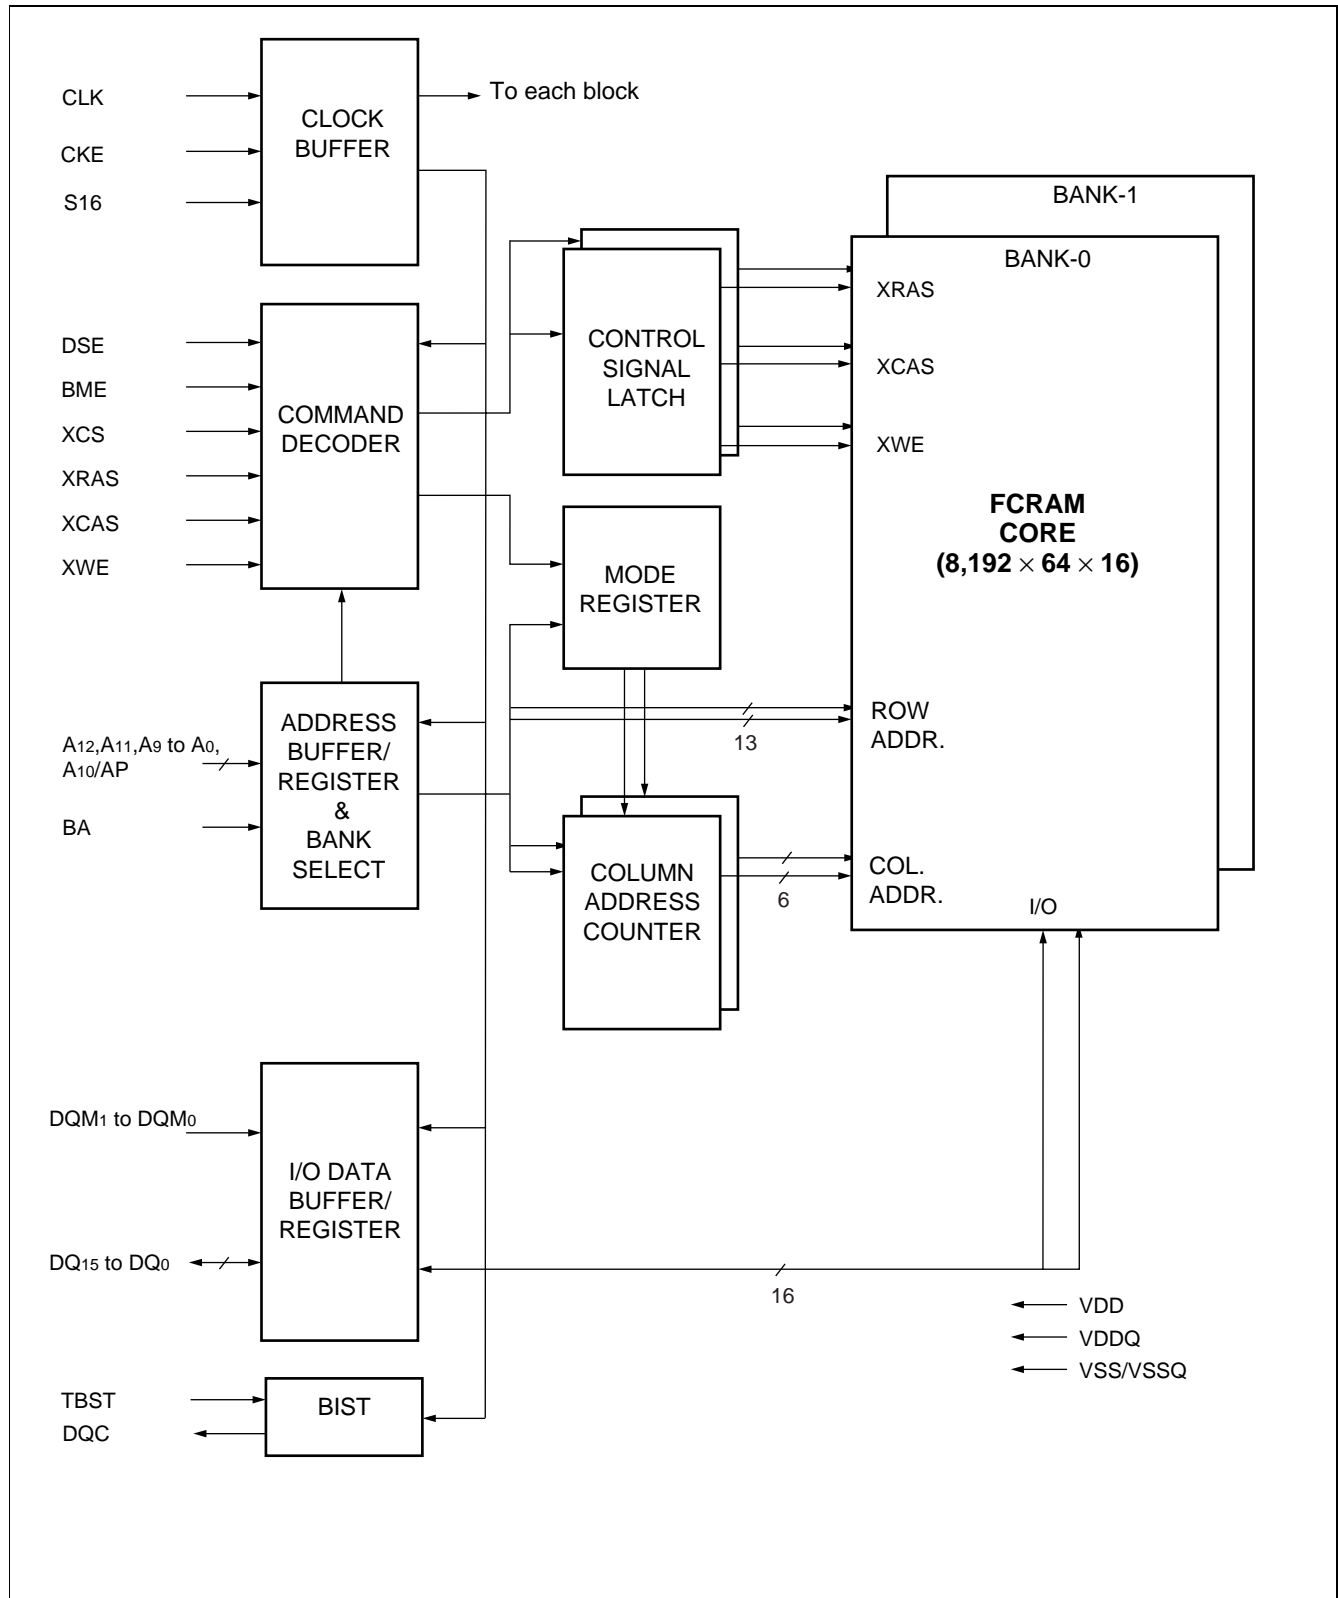 CLK
CKE
S16
CLOCK
BUFFER
To each block
DSE
BME
XCS
XRAS
XCAS
XWE
COMMAND
DECODER
CONTROL
SIGNAL
LATCH
MODE
REGISTER
BANK-1
BANK-0
XRAS
XCAS
XWE
FCRAM
CORE
(8,192 × 64 × 16)
ROW
ADDR.
COL.
ADDR.
I/O
A12,A11,A9 to A0,
A10/AP
BA
ADDRESS
BUFFER/
REGISTER
&
BANK
SELECT
13
COLUMN
ADDRESS
COUNTER
6
DQM1 to DQM0
DQ15 to DQ0
I/O DATA
BUFFER/
REGISTER
16
VDD
VDDQ
VSS/VSSQ
TBST
DQC
BIST